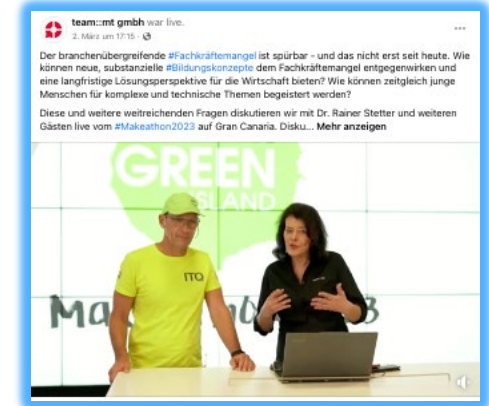 team::mt gmbh war live.
2. März um 17:15 ·
Der branchenübergreifende #Fachkräftemangel ist spürbar - und das nicht erst seit heute. Wie
können neue, substanzielle #Bildungskonzepte dem Fachkräftemangel entgegenwirken und
eine langfristige Lösungsperspektive für die Wirtschaft bieten? Wie können zeitgleich junge
Menschen für komplexe und technische Themen begeistert werden?
Diese und weitere weitreichenden Fragen diskutieren wir mit Dr. Rainer Stetter und weiteren
Gästen live vom #Makeathon2023 auf Gran Canaria. Disku... Mehr anzeigen
GREEN
ISLAND
ITO
Ma
3